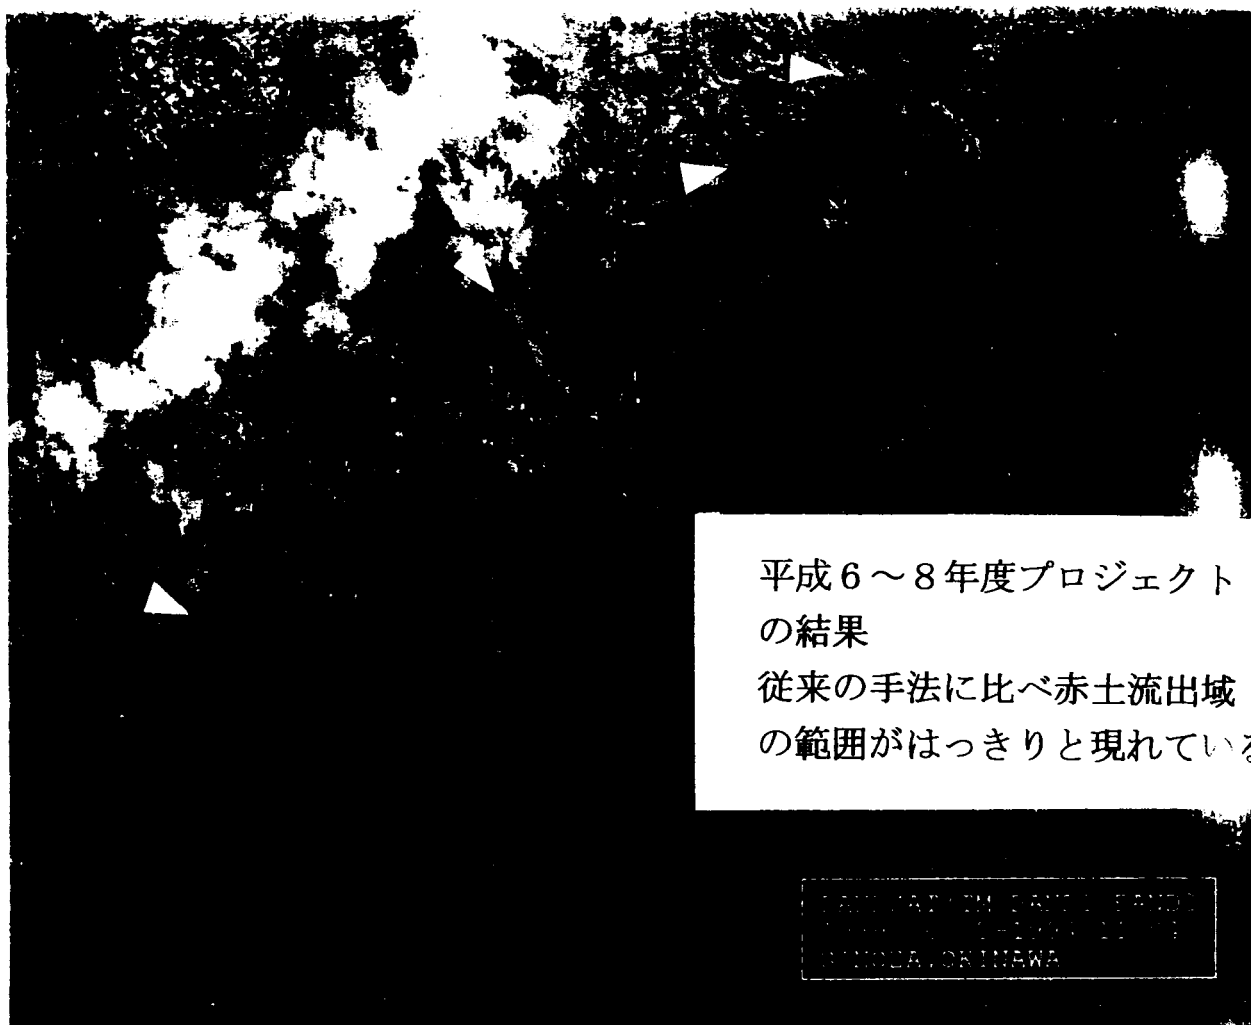 平成6～8年度プロジェクト
の結果
従来の手法に比べ赤土流出域
の範囲がはっきりと現れている
OKINAWA